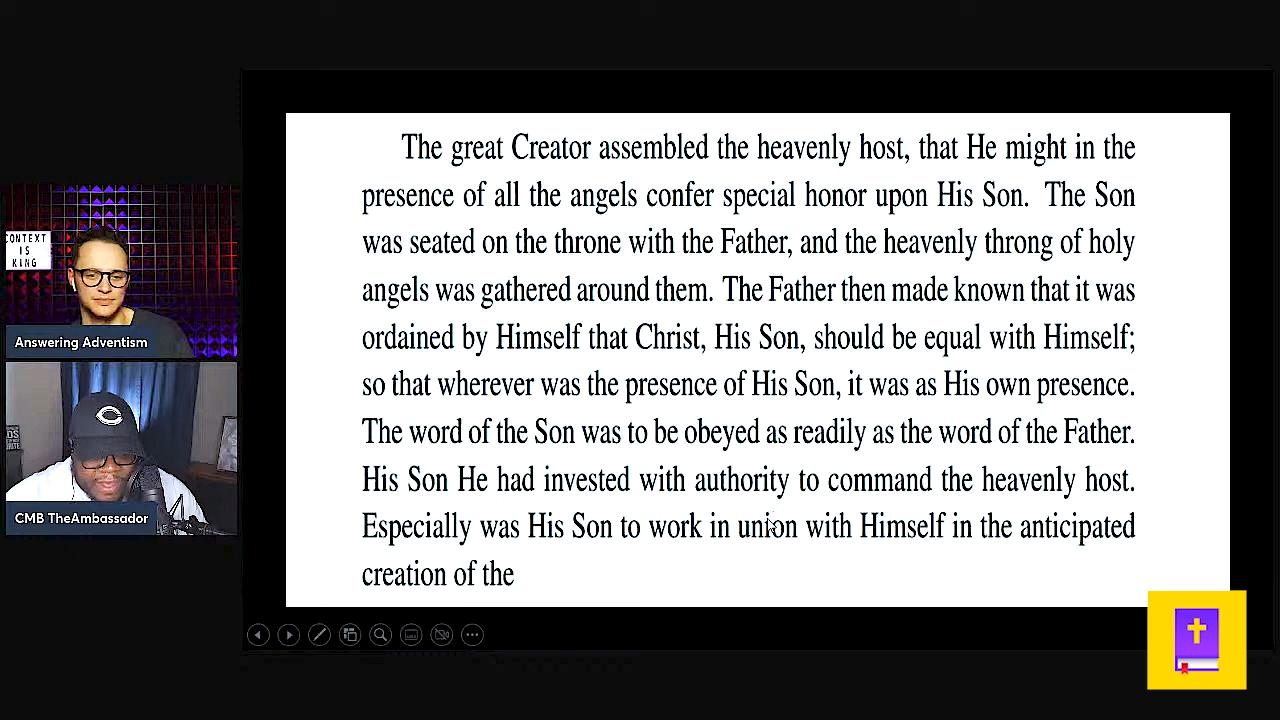 The great Creator assembled the heavenly host, that He might in the
presence of all the angels confer special honor upon His Son. The Son
was seated on the throne with the Father, and the heavenly throng of holy
angels was gathered around them. The Father then made known that it was
ordained by Himself that Christ, His Son, should be equal with Himself;
so that wherever was the presence of His Son, it was as His own presence.
The word of the Son was to be obeyed as readily as the word of the Father.
His Son He had invested with authority to command the heavenly host.
Especially was His Son to work in union with Himself in the anticipated
creation of the
CONTEXT
IS
KING
Answering Adventism
CMB TheAmbassador